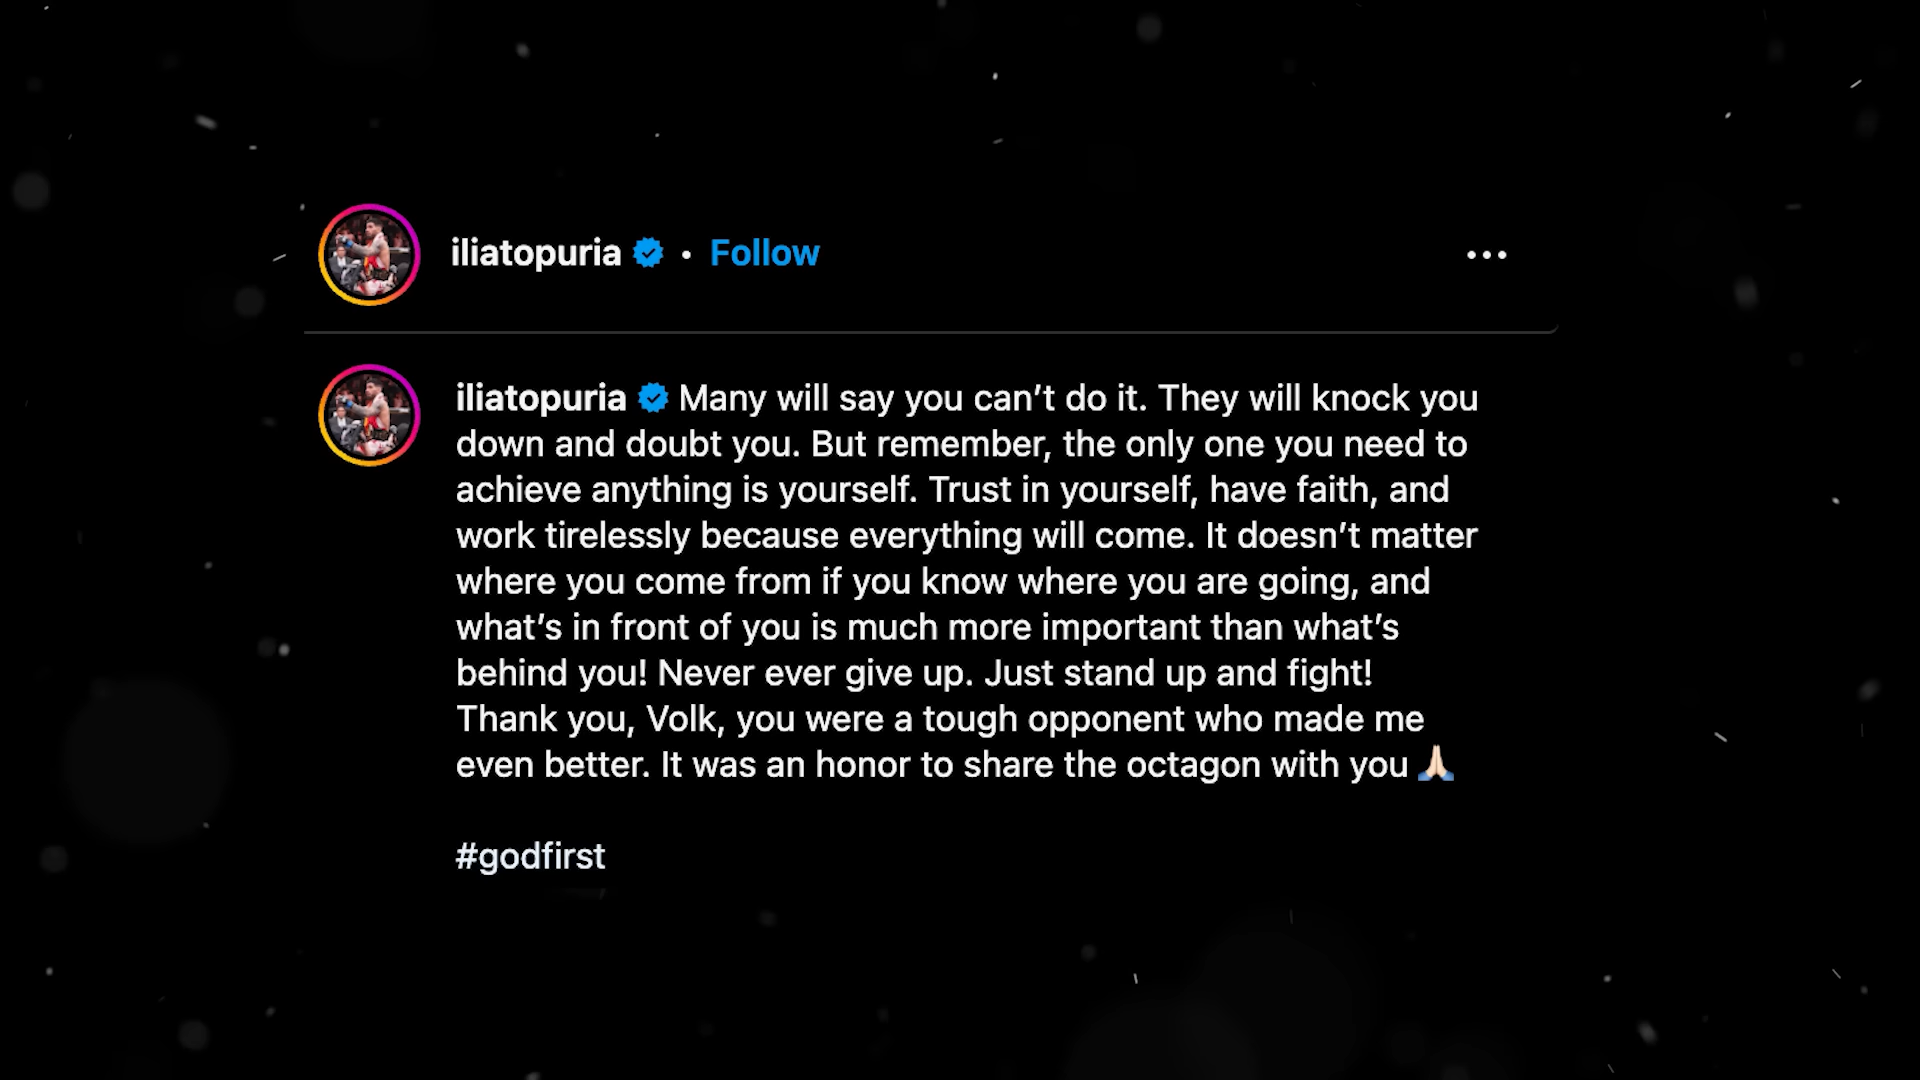 iliatopuria • Follow
iliatopuria Many will say you can’t do it. They will knock you
down and doubt you. But remember, the only one you need to
achieve anything is yourself. Trust in yourself, have faith, and
work tirelessly because everything will come. It doesn’t matter
where you come from if you know where you are going, and
what’s in front of you is much more important than what’s
behind you! Never ever give up. Just stand up and fight!
Thank you, Volk, you were a tough opponent who made me
even better. It was an honor to share the octagon with you 🙏🏻
#godfirst